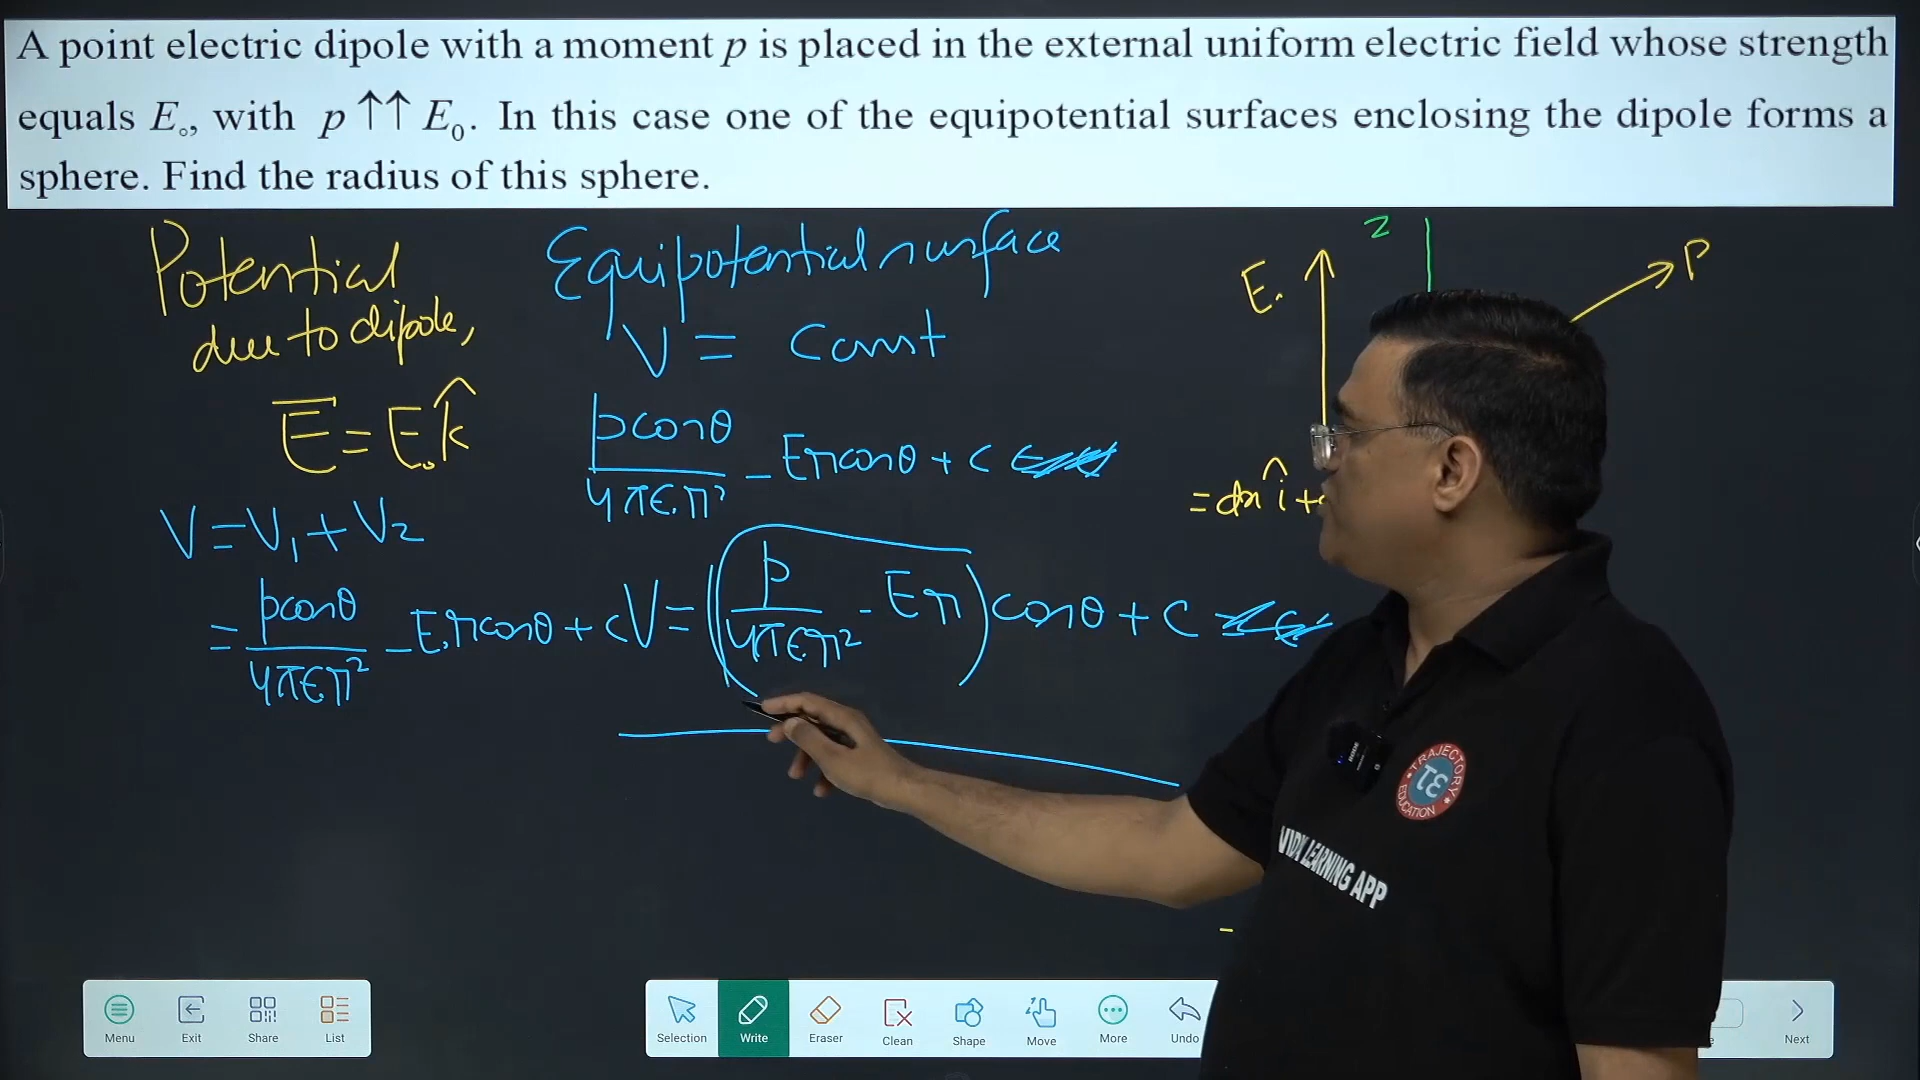 A point electric dipole with a moment p is placed in the external uniform electric field whose strength
equals E₀, with p ↑↑ E₀. In this case one of the equipotential surfaces enclosing the dipole forms a
sphere. Find the radius of this sphere.
Potential
due to dipole,
E = E₀k̂
V = V₁ + V₂
= pcosθ / 4πε₀r² - E₀rcosθ + c
Equipotential surface
V = Const
pcosθ / 4πε₀r² - Ercosθ + c
V = (p / 4πε₀r² - Er) cosθ + c
z
E₀
P
= dx î +
TRAJECTORY EDUCATION
TE
VIDYA LEARNING APP
Menu
Exit
Share
List
Selection
Write
Eraser
Clean
Shape
Move
More
Undo
Next